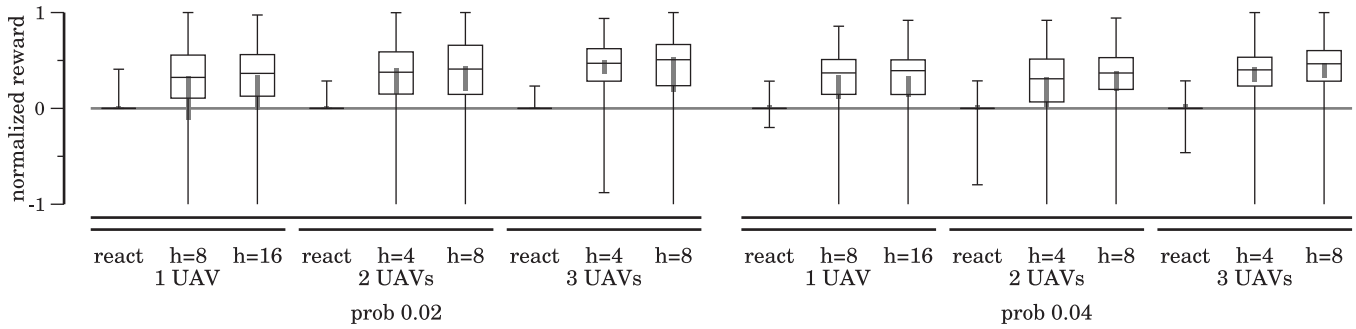 normalized reward
1
0
-1
react h=8 h=16 react h=4 h=8 react h=4 h=8 react h=8 h=16 react h=4 h=8 react h=4 h=8
1 UAV 2 UAVs 3 UAVs 1 UAV 2 UAVs 3 UAVs
prob 0.02 prob 0.04